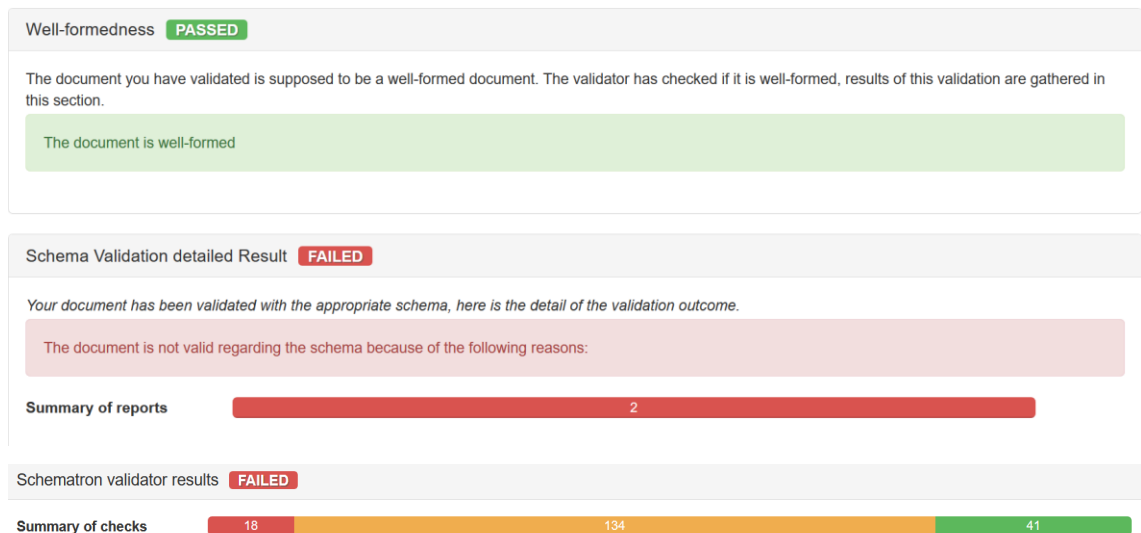 Well-formedness PASSED
The document you have validated is supposed to be a well-formed document. The validator has checked if it is well-formed, results of this validation are gathered in
this section.
The document is well-formed
Schema Validation detailed Result FAILED
Your document has been validated with the appropriate schema, here is the detail of the validation outcome.
The document is not valid regarding the schema because of the following reasons:
Summary of reports 2
Schematron validator results FAILED
Summary of checks 18 134 41